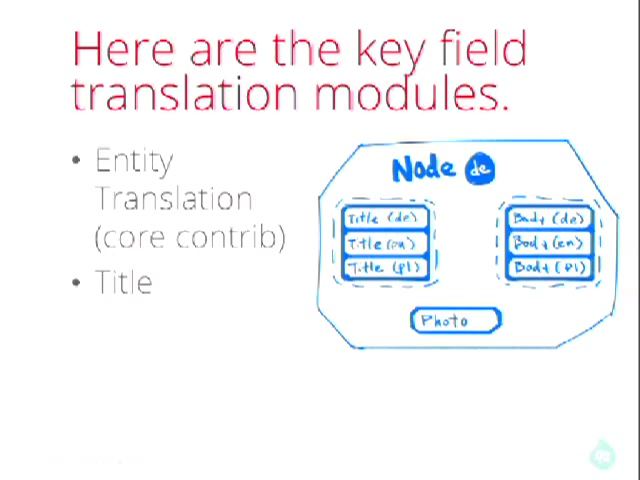 Here are the key field
translation modules.
• Entity
Translation
(core contrib)
• Title
Node de
Title (de)
Title (en)
Title (pl)
Body (de)
Body (en)
Body (pl)
Photo